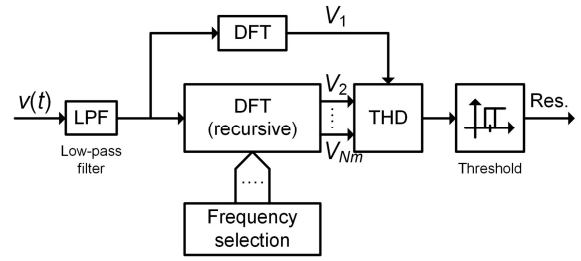 DFT
V1
v(t)
LPF
Low-pass
filter
DFT
(recursive)
V2
VNm
THD
Threshold
Res.
Frequency
selection